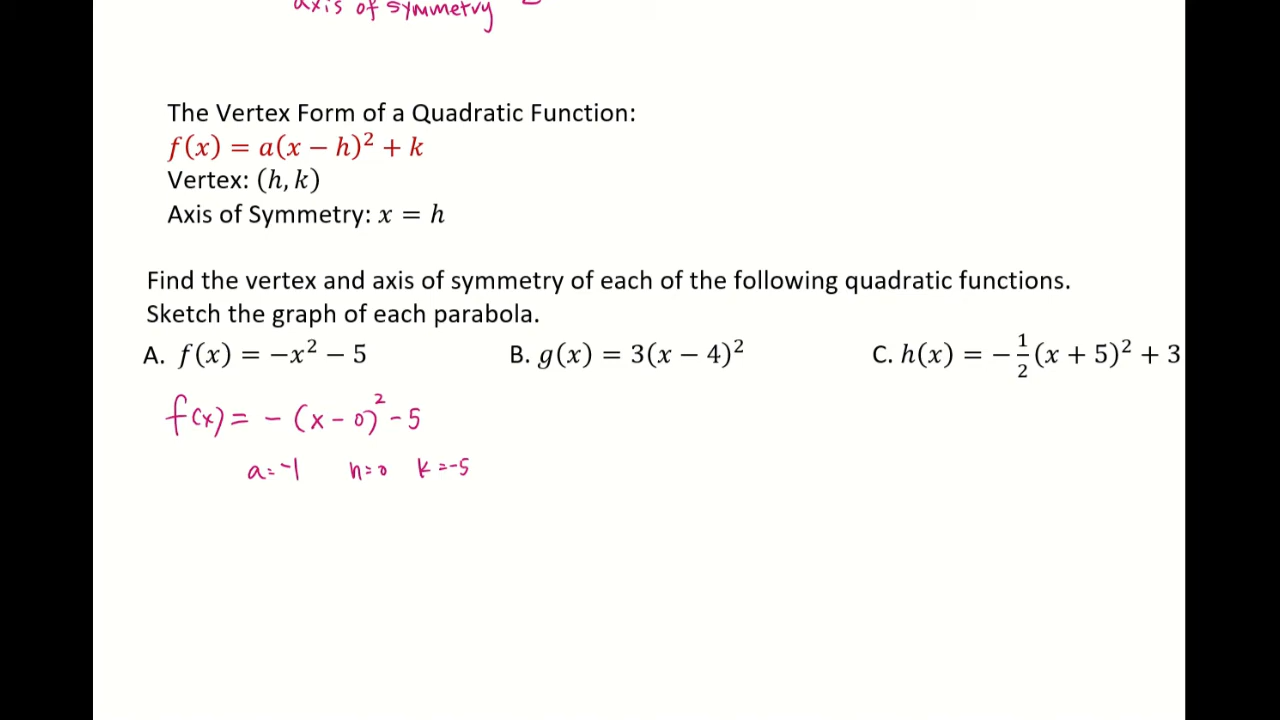 axis of symmetry
The Vertex Form of a Quadratic Function:
f(x) = a(x − h)² + k
Vertex: (h, k)
Axis of Symmetry: x = h
Find the vertex and axis of symmetry of each of the following quadratic functions.
Sketch the graph of each parabola.
A. f(x) = −x² − 5 B. g(x) = 3(x − 4)² C. h(x) = −1/2(x + 5)² + 3
f(x) = − (x − 0)² − 5
a = −1 h = 0 k = −5